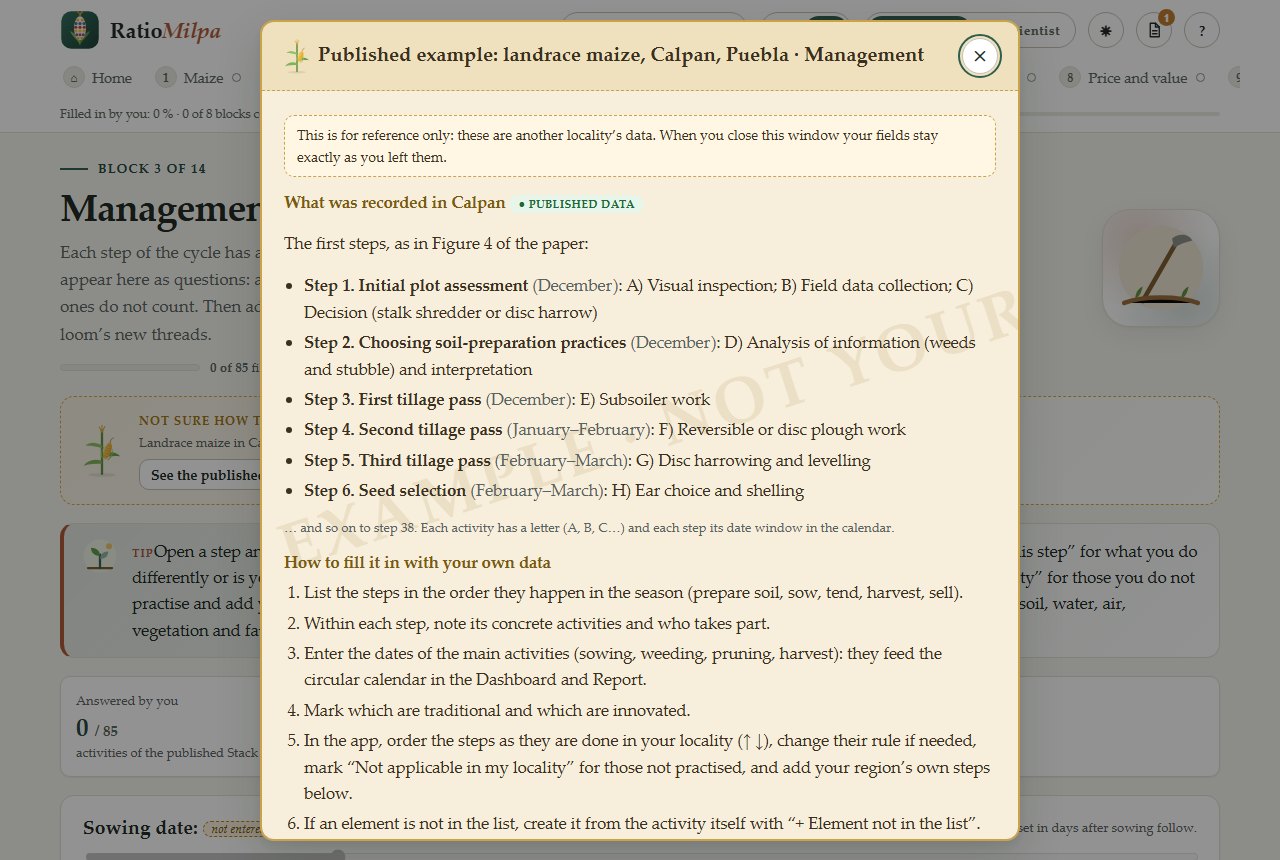 RatioMilpa
ientist
1
?
Home
1 Maize
8 Price and value
Filled in by you: 0 % · 0 of 8 blocks c
BLOCK 3 OF 14
Managemen
Each step of the cycle has a
appear here as questions: a
ones do not count. Then ad
loom’s new threads.
0 of 85 fi
NOT SURE HOW T
Landrace maize in Ca
See the publishe
TIP Open a step an
differently or is yo
practise and add y
vegetation and fa
is step” for what you do
ty” for those you do not
soil, water, air,
Answered by you
0 / 85
activities of the published Stack
Sowing date: not entere
set in days after sowing follow.
Published example: landrace maize, Calpan, Puebla · Management
This is for reference only: these are another locality’s data. When you close this window your fields stay
exactly as you left them.
What was recorded in Calpan • PUBLISHED DATA
The first steps, as in Figure 4 of the paper:
• Step 1. Initial plot assessment (December): A) Visual inspection; B) Field data collection; C)
Decision (stalk shredder or disc harrow)
• Step 2. Choosing soil-preparation practices (December): D) Analysis of information (weeds
and stubble) and interpretation
• Step 3. First tillage pass (December): E) Subsoiler work
• Step 4. Second tillage pass (January–February): F) Reversible or disc plough work
• Step 5. Third tillage pass (February–March): G) Disc harrowing and levelling
• Step 6. Seed selection (February–March): H) Ear choice and shelling
… and so on to step 38. Each activity has a letter (A, B, C…) and each step its date window in the calendar.
EXAMPLE · NOT YOUR
How to fill it in with your own data
1. List the steps in the order they happen in the season (prepare soil, sow, tend, harvest, sell).
2. Within each step, note its concrete activities and who takes part.
3. Enter the dates of the main activities (sowing, weeding, pruning, harvest): they feed the
circular calendar in the Dashboard and Report.
4. Mark which are traditional and which are innovated.
5. In the app, order the steps as they are done in your locality (↑ ↓), change their rule if needed,
mark “Not applicable in my locality” for those not practised, and add your region’s own steps
below.
6. If an element is not in the list, create it from the activity itself with “+ Element not in the list”.